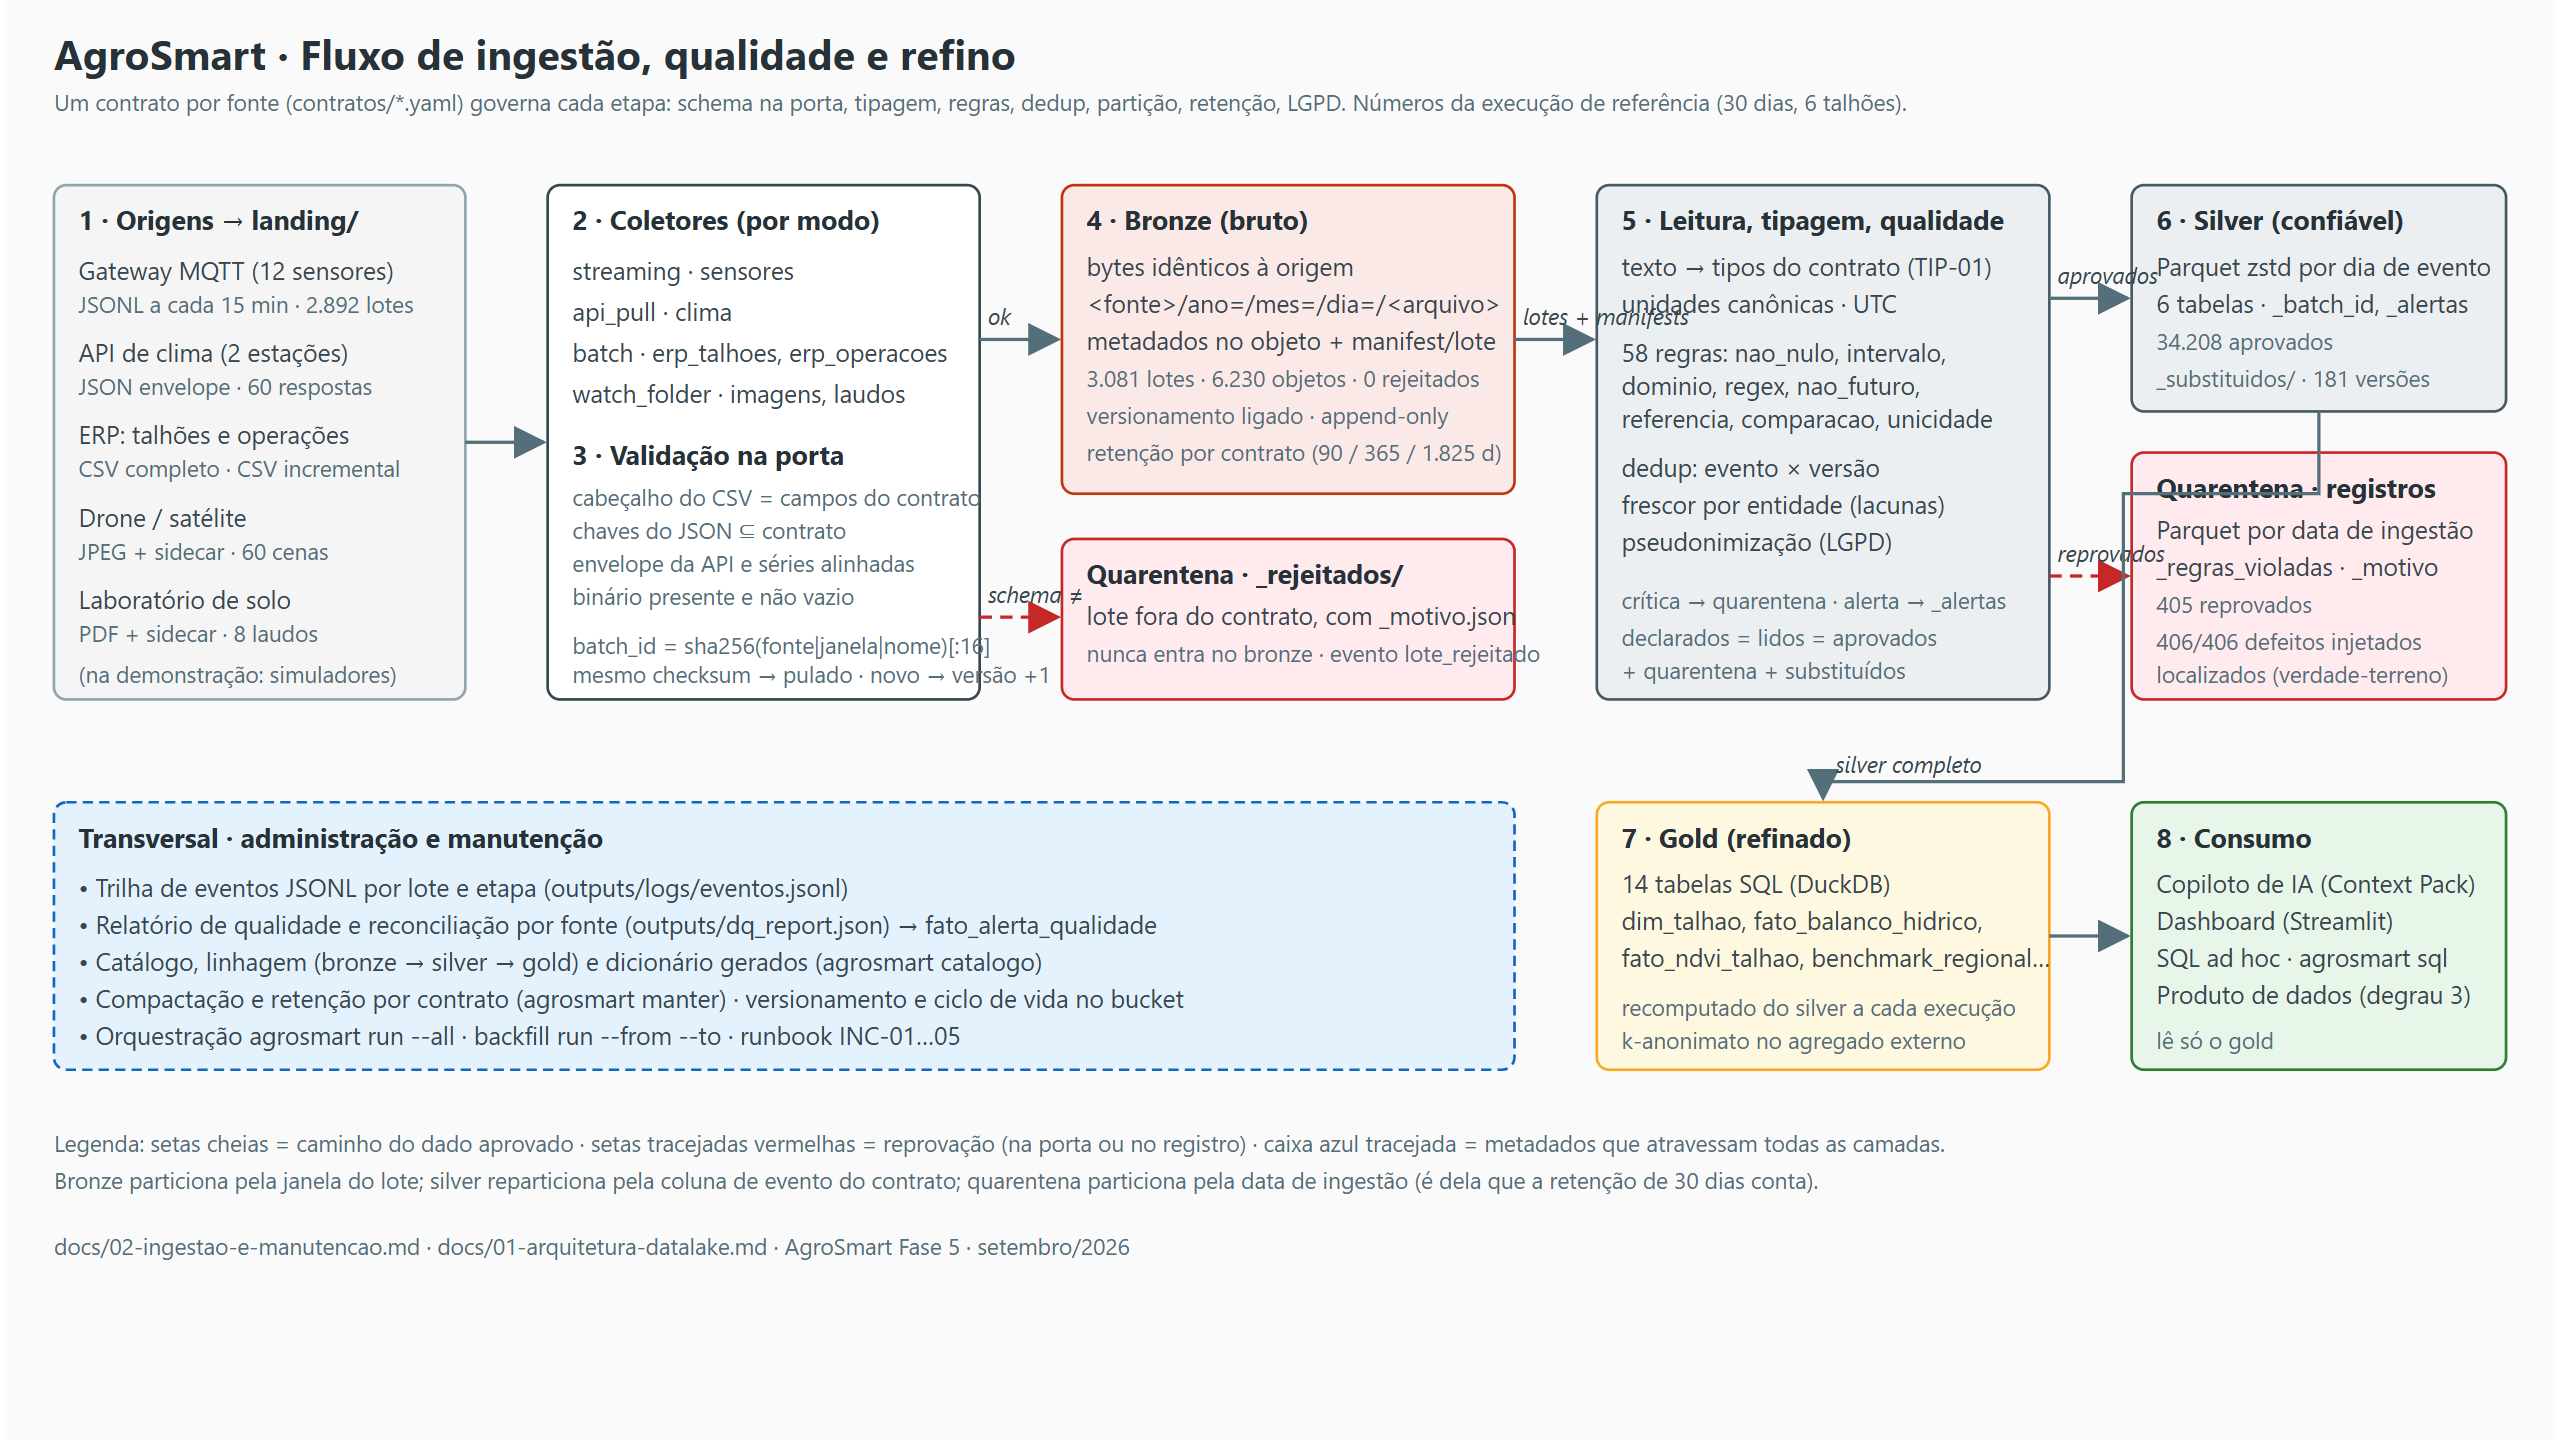 AgroSmart · Fluxo de ingestão, qualidade e refino
Um contrato por fonte (contratos/*.yaml) governa cada etapa: schema na porta, tipagem, regras, dedup, partição, retenção, LGPD. Números da execução de referência (30 dias, 6 talhões).
1 · Origens → landing/
Gateway MQTT (12 sensores)
JSONL a cada 15 min · 2.892 lotes
API de clima (2 estações)
JSON envelope · 60 respostas
ERP: talhões e operações
CSV completo · CSV incremental
Drone / satélite
JPEG + sidecar · 60 cenas
Laboratório de solo
PDF + sidecar · 8 laudos
(na demonstração: simuladores)
2 · Coletores (por modo)
streaming · sensores
api_pull · clima
batch · erp_talhoes, erp_operacoes
watch_folder · imagens, laudos
3 · Validação na porta
cabeçalho do CSV = campos do contrato
chaves do JSON ⊆ contrato
envelope da API e séries alinhadas
binário presente e não vazio
batch_id = sha256(fonte|janela|nome)[:16]
mesmo checksum → pulado · novo → versão +1
ok
schema ≠
4 · Bronze (bruto)
bytes idênticos à origem
<fonte>/ano=/mes=/dia=/<arquivo>
metadados no objeto + manifest/lote
3.081 lotes · 6.230 objetos · 0 rejeitados
versionamento ligado · append-only
retenção por contrato (90 / 365 / 1.825 d)
Quarentena · _rejeitados/
lote fora do contrato, com _motivo.json
nunca entra no bronze · evento lote_rejeitado
lotes + manifests
5 · Leitura, tipagem, qualidade
texto → tipos do contrato (TIP-01)
unidades canônicas · UTC
58 regras: nao_nulo, intervalo,
dominio, regex, nao_futuro,
referencia, comparacao, unicidade
dedup: evento × versão
frescor por entidade (lacunas)
pseudonimização (LGPD)
crítica → quarentena · alerta → _alertas
declarados = lidos = aprovados
+ quarentena + substituídos
aprovados
reprovados
6 · Silver (confiável)
Parquet zstd por dia de evento
6 tabelas · _batch_id, _alertas
34.208 aprovados
_substituidos/ · 181 versões
Quarentena · registros
Parquet por data de ingestão
_regras_violadas · _motivo
405 reprovados
406/406 defeitos injetados
localizados (verdade-terreno)
silver completo
Transversal · administração e manutenção
• Trilha de eventos JSONL por lote e etapa (outputs/logs/eventos.jsonl)
• Relatório de qualidade e reconciliação por fonte (outputs/dq_report.json) → fato_alerta_qualidade
• Catálogo, linhagem (bronze → silver → gold) e dicionário gerados (agrosmart catalogo)
• Compactação e retenção por contrato (agrosmart manter) · versionamento e ciclo de vida no bucket
• Orquestração agrosmart run --all · backfill run --from --to · runbook INC-01…05
7 · Gold (refinado)
14 tabelas SQL (DuckDB)
dim_talhao, fato_balanco_hidrico,
fato_ndvi_talhao, benchmark_regional…
recomputado do silver a cada execução
k-anonimato no agregado externo
8 · Consumo
Copiloto de IA (Context Pack)
Dashboard (Streamlit)
SQL ad hoc · agrosmart sql
Produto de dados (degrau 3)
lê só o gold
Legenda: setas cheias = caminho do dado aprovado · setas tracejadas vermelhas = reprovação (na porta ou no registro) · caixa azul tracejada = metadados que atravessam todas as camadas.
Bronze particiona pela janela do lote; silver reparticiona pela coluna de evento do contrato; quarentena particiona pela data de ingestão (é dela que a retenção de 30 dias conta).
docs/02-ingestao-e-manutencao.md · docs/01-arquitetura-datalake.md · AgroSmart Fase 5 · setembro/2026